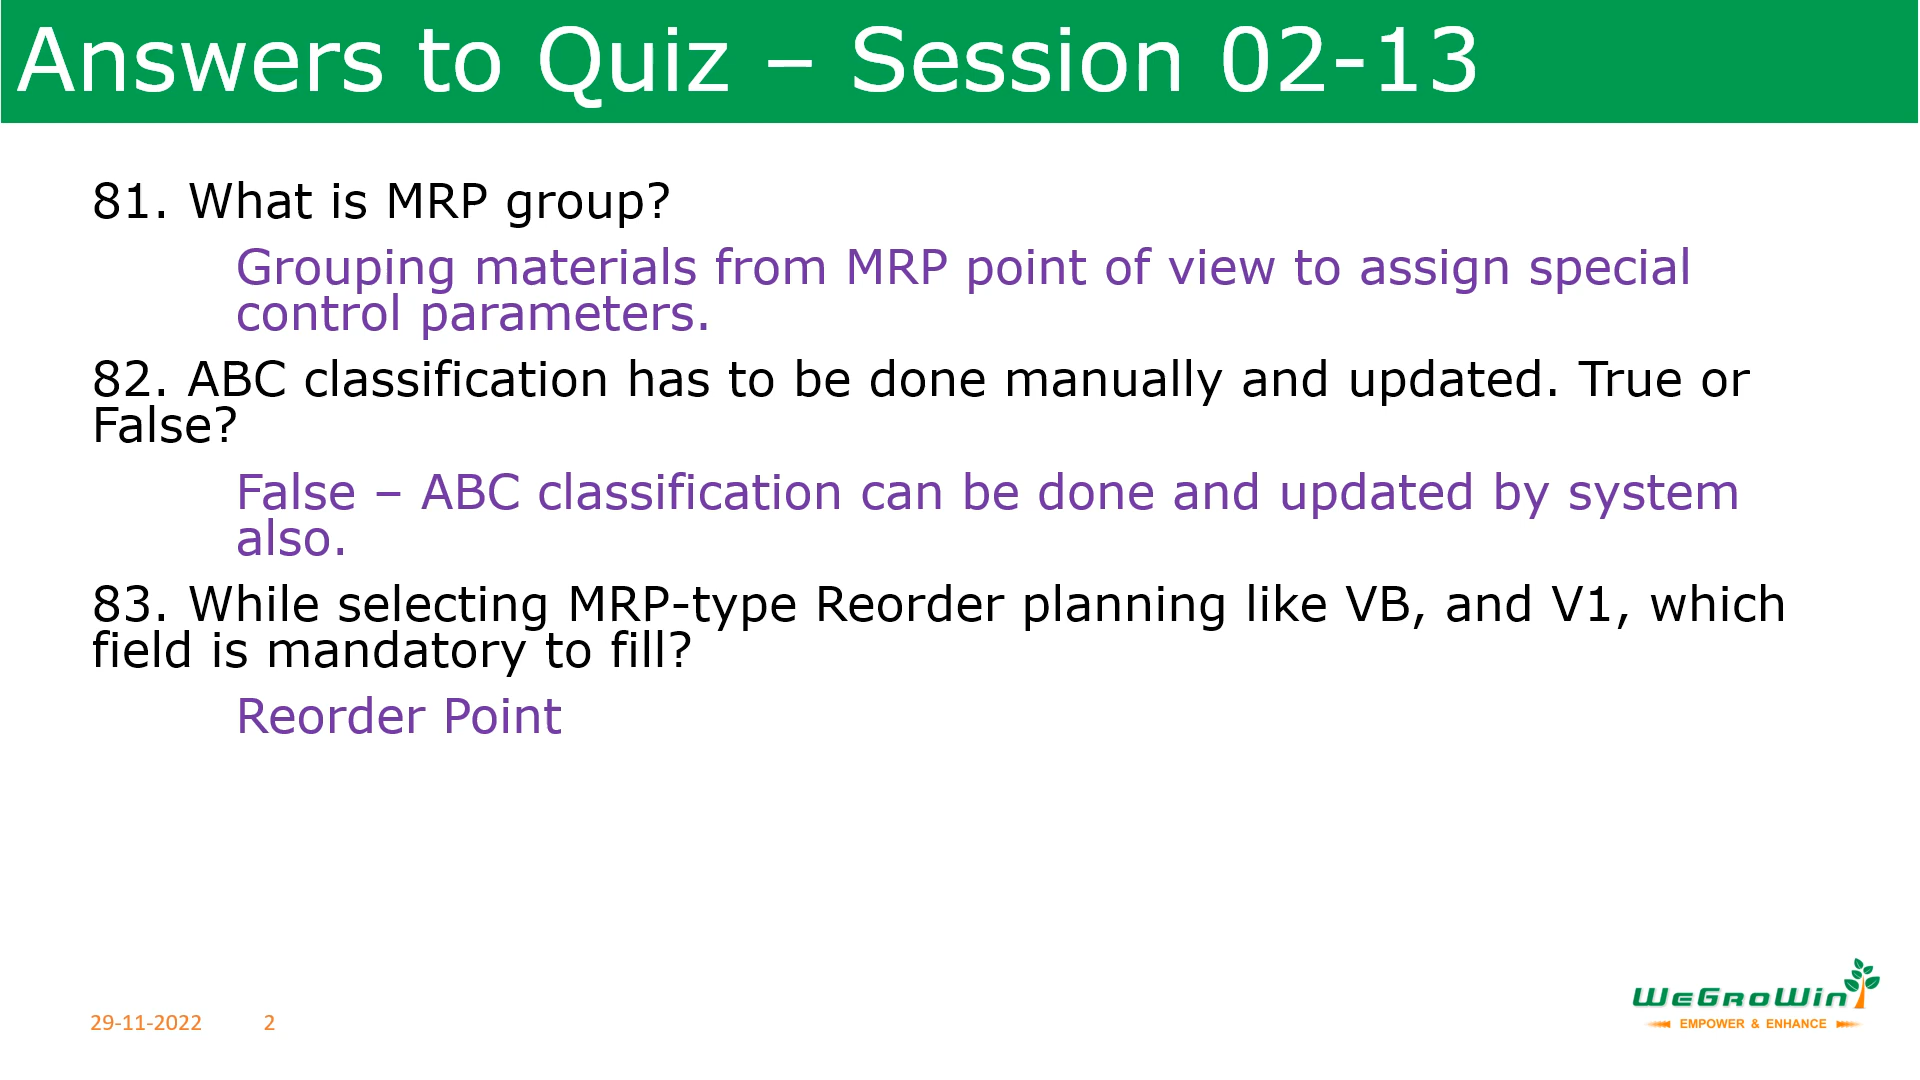 Answers to Quiz – Session 02-13
81. What is MRP group?
Grouping materials from MRP point of view to assign special
control parameters.
82. ABC classification has to be done manually and updated. True or
False?
False – ABC classification can be done and updated by system
also.
83. While selecting MRP-type Reorder planning like VB, and V1, which
field is mandatory to fill?
Reorder Point
WeGroWin
EMPOWER & ENHANCE
29-11-2022 2